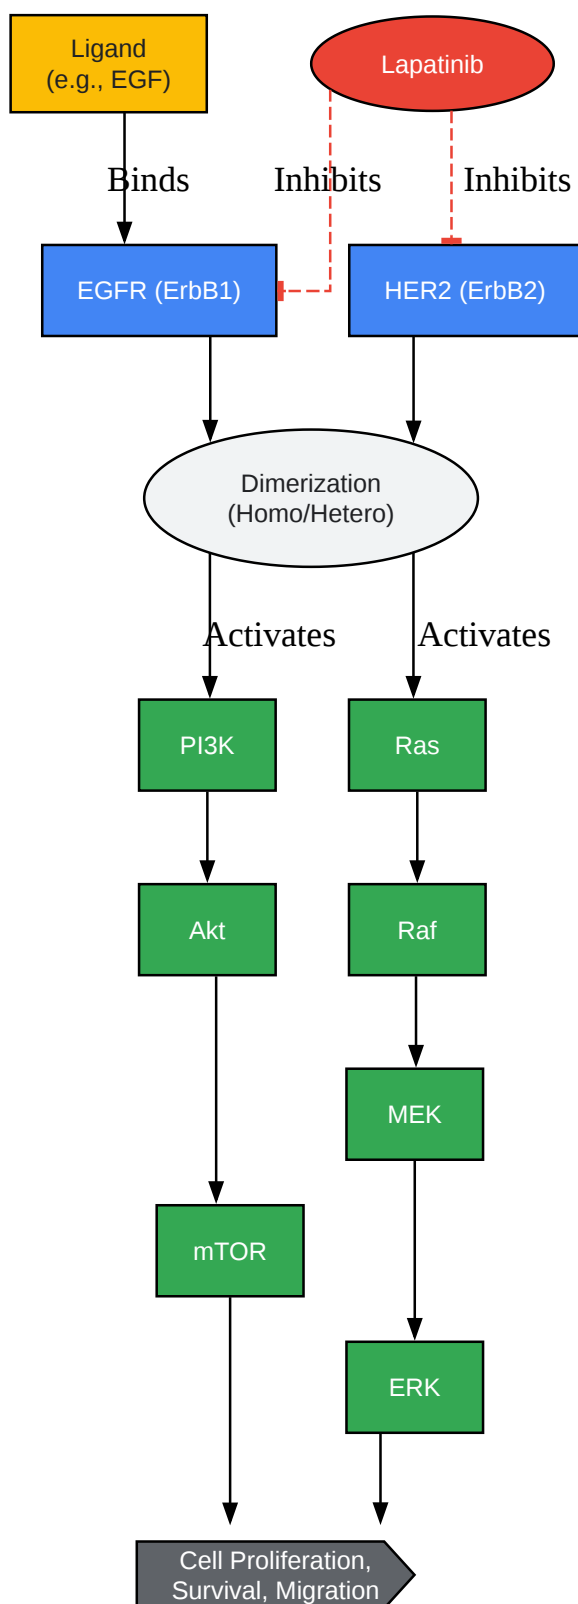 Ligand
(e.g., EGF)
Lapatinib
Binds
Inhibits
Inhibits
EGFR (ErbB1)
HER2 (ErbB2)
Dimerization
(Homo/Hetero)
Activates
Activates
PI3K
Ras
Akt
Raf
MEK
mTOR
ERK
Cell Proliferation,
Survival, Migration